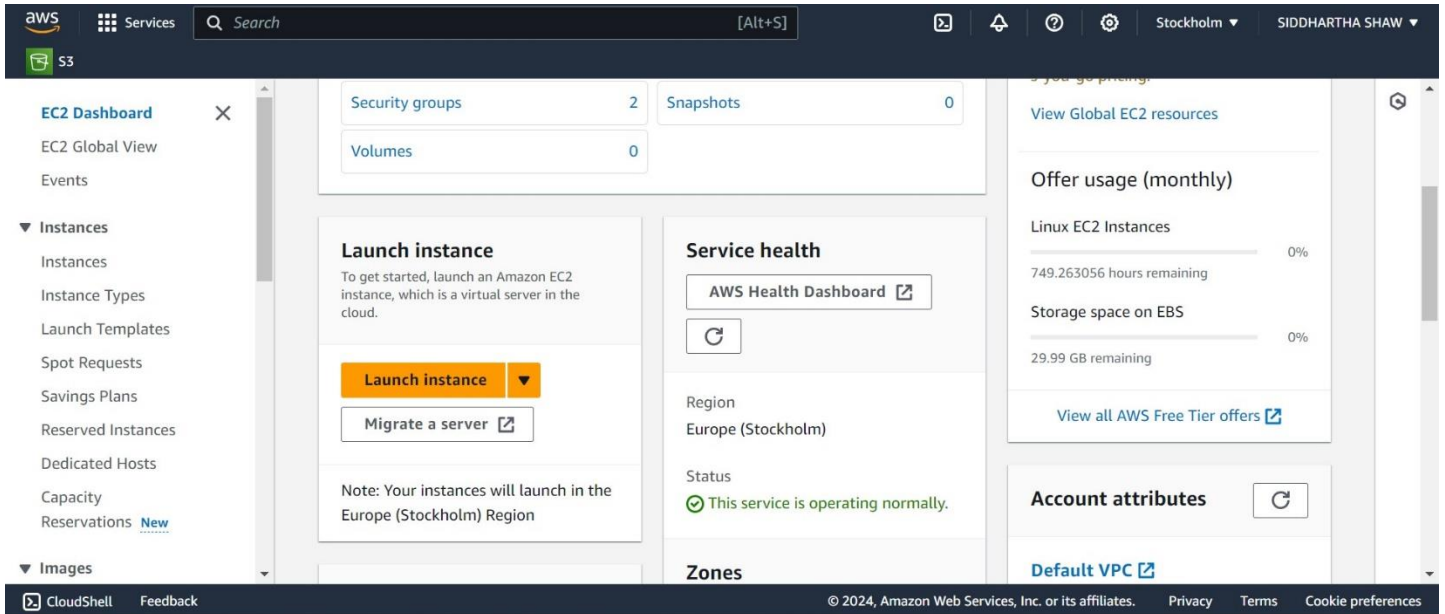 aws
Services
Search
[Alt+S]
Stockholm
SIDDHARTHA SHAW
S3
EC2 Dashboard
EC2 Global View
Events
Instances
Instances
Instance Types
Launch Templates
Spot Requests
Savings Plans
Reserved Instances
Dedicated Hosts
Capacity
Reservations New
Images
Security groups 2
Snapshots 0
Volumes 0
Launch instance
To get started, launch an Amazon EC2
instance, which is a virtual server in the
cloud.
Launch instance
Migrate a server
Note: Your instances will launch in the
Europe (Stockholm) Region
Service health
AWS Health Dashboard
Region
Europe (Stockholm)
Status
This service is operating normally.
Zones
s-you-go pricing.
View Global EC2 resources
Offer usage (monthly)
Linux EC2 Instances
0%
749.263056 hours remaining
Storage space on EBS
0%
29.99 GB remaining
View all AWS Free Tier offers
Account attributes
Default VPC
CloudShell
Feedback
© 2024, Amazon Web Services, Inc. or its affiliates.
Privacy
Terms
Cookie preferences